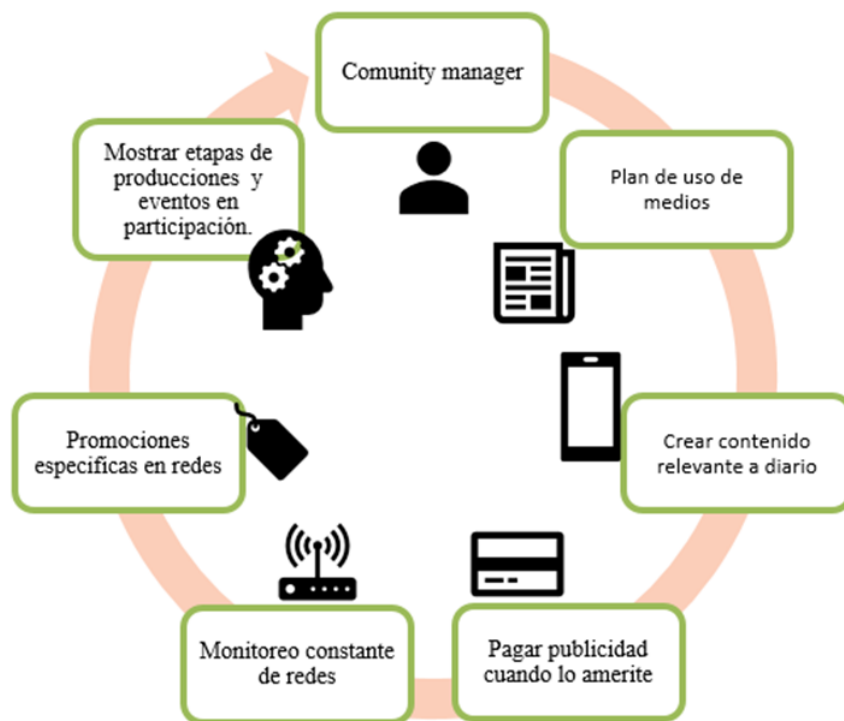 Comunity manager
Plan de uso de
medios
Crear contenido
relevante a diario
Pagar publicidad
cuando lo amerite
Monitoreo constante
de redes
Promociones
especificas en redes
Mostrar etapas de
producciones y
eventos en
participación.